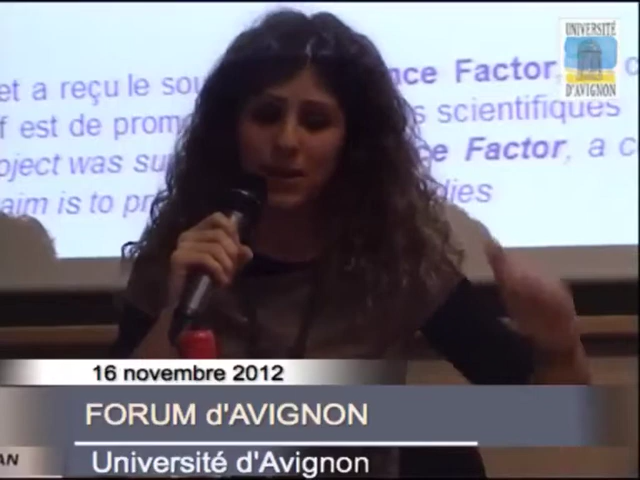 UNIVERSITÉ
D'AVIGNON
et a reçu le sou nce Factor, c
f est de prom s scientifiques
oject was su ce Factor, a c
aim is to pr dies
16 novembre 2012
FORUM d'AVIGNON
AN
Université d'Avignon